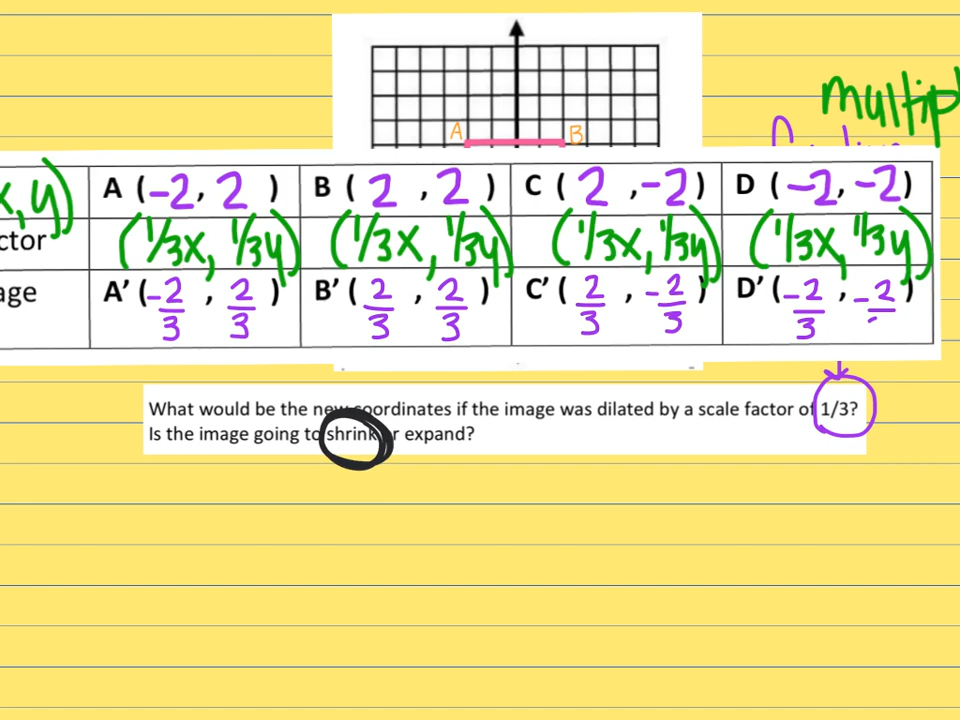 multipl
A B
x, y) A (-2, 2 ) B ( 2 , 2 ) C ( 2 , -2) D (-2, -2)
ctor (1/3x, 1/3y) (1/3x, 1/3y) (1/3x, 1/3y) (1/3x, 1/3y)
age A' (-2/3 , 2/3 ) B' ( 2/3 , 2/3 ) C' ( 2/3 , -2/3 ) D' (-2/3 , -2 )
What would be the new coordinates if the image was dilated by a scale factor of 1/3?
Is the image going to shrink or expand?